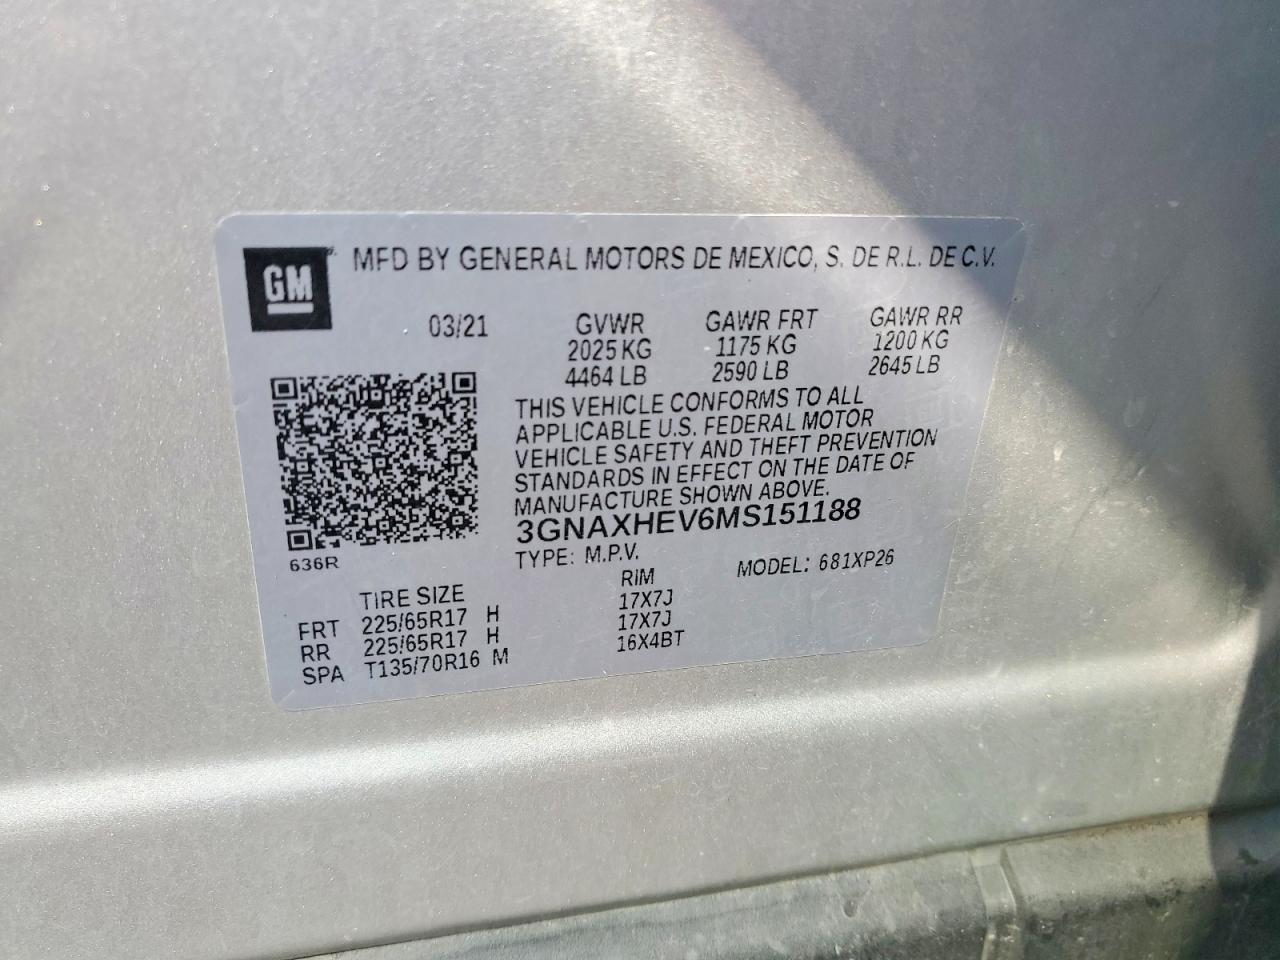 GM
MFD BY GENERAL MOTORS DE MEXICO, S. DE R.L. DE C.V.
03/21 GVWR GAWR FRT GAWR RR
2025 KG 1175 KG 1200 KG
4464 LB 2590 LB 2645 LB
THIS VEHICLE CONFORMS TO ALL
APPLICABLE U.S. FEDERAL MOTOR
VEHICLE SAFETY AND THEFT PREVENTION
STANDARDS IN EFFECT ON THE DATE OF
MANUFACTURE SHOWN ABOVE.
3GNAXHEV6MS151188
636R
TYPE: M.P.V. MODEL: 681XP26
TIRE SIZE RIM
FRT 225/65R17 H 17X7J
RR 225/65R17 H 17X7J
SPA T135/70R16 M 16X4BT